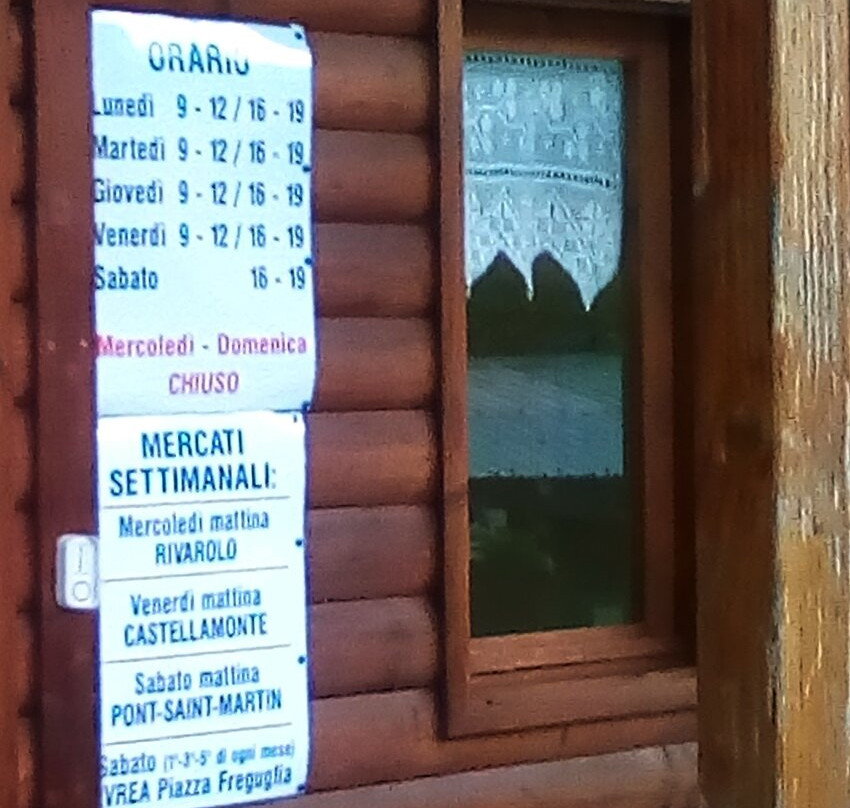 ORARIO
Lunedì 9 - 12 / 16 - 19
Martedì 9 - 12 / 16 - 19
Giovedì 9 - 12 / 16 - 19
Venerdì 9 - 12 / 16 - 19
Sabato 16 - 19
Mercoledì - Domenica
CHIUSO
MERCATI
SETTIMANALI:
Mercoledì mattina
RIVAROLO
Venerdì mattina
CASTELLAMONTE
Sabato mattina
PONT-SAINT-MARTIN
Sabato (1°-3°-5° di ogni mese)
IVREA Piazza Freguglia